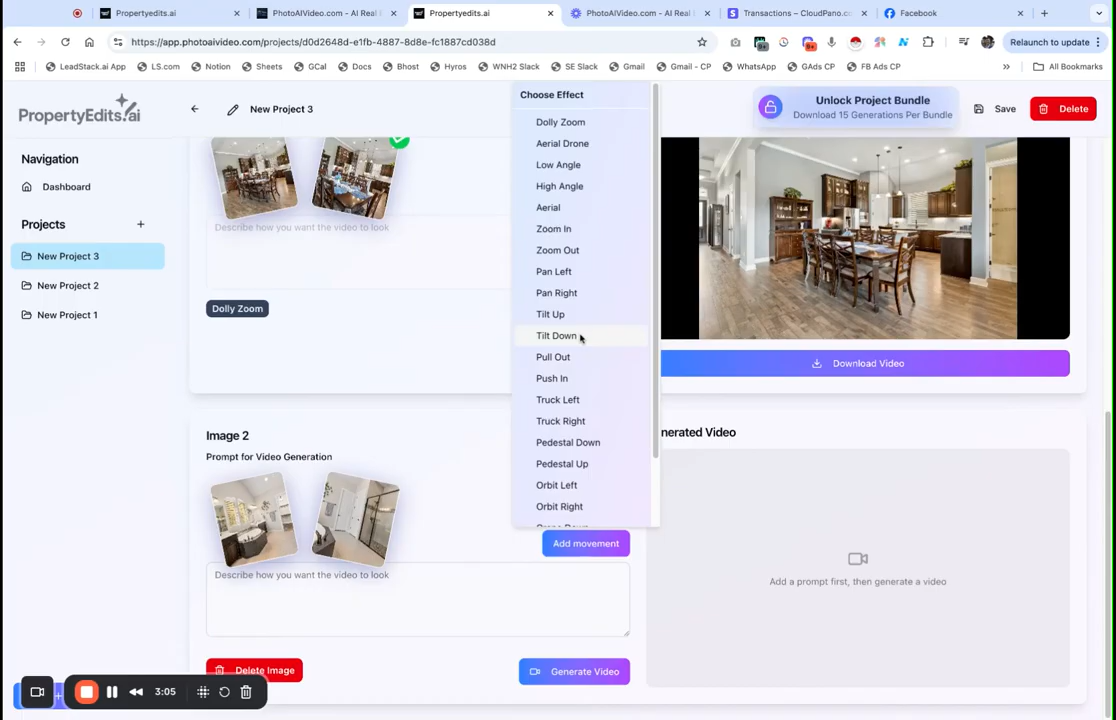 Propertyedits.ai
PhotoAIVideo.com - AI Real I
Propertyedits.ai
PhotoAIVideo.com - AI Real I
Transactions – CloudPano.co
Facebook
https://app.photoaivideo.com/projects/d0d2648d-e1fb-4887-8d8e-fc1887cd038d
9+
Relaunch to update
LeadStack.ai App
LS.com
Notion
Sheets
GCal
Docs
Bhost
Hyros
WNH2 Slack
SE Slack
Gmail
Gmail - CP
WhatsApp
GAds CP
FB Ads CP
All Bookmarks
PropertyEdits.ai
New Project 3
Unlock Project Bundle
Download 15 Generations Per Bundle
Save
Delete
Navigation
Dashboard
Projects
New Project 3
New Project 2
New Project 1
Describe how you want the video to look
Dolly Zoom
Choose Effect
Dolly Zoom
Aerial Drone
Low Angle
High Angle
Aerial
Zoom In
Zoom Out
Pan Left
Pan Right
Tilt Up
Tilt Down
Pull Out
Push In
Truck Left
Truck Right
Pedestal Down
Pedestal Up
Orbit Left
Orbit Right
Download Video
Image 2
Prompt for Video Generation
Add movement
Describe how you want the video to look
Delete Image
Generate Video
nerated Video
Add a prompt first, then generate a video
3:05